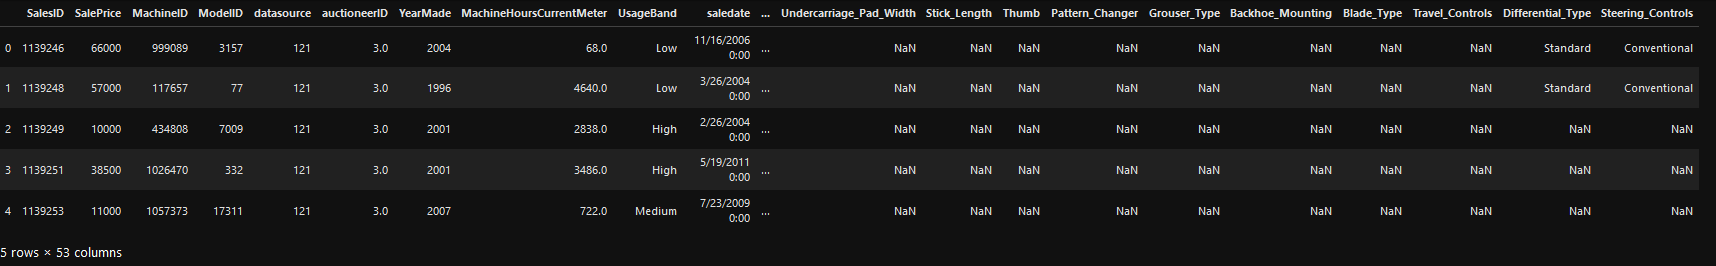 SalesID SalePrice MachineID ModelID datasource auctioneerID YearMade MachineHoursCurrentMeter UsageBand saledate ... Undercarriage_Pad_Width Stick_Length Thumb Pattern_Changer Grouser_Type Backhoe_Mounting Blade_Type Travel_Controls Differential_Type Steering_Controls
0 1139246 66000 999089 3157 121 3.0 2004 68.0 Low 11/16/2006 0:00 ... NaN NaN NaN NaN NaN NaN NaN NaN Standard Conventional
1 1139248 57000 117657 77 121 3.0 1996 4640.0 Low 3/26/2004 0:00 ... NaN NaN NaN NaN NaN NaN NaN NaN Standard Conventional
2 1139249 10000 434808 7009 121 3.0 2001 2838.0 High 2/26/2004 0:00 ... NaN NaN NaN NaN NaN NaN NaN NaN NaN NaN
3 1139251 38500 1026470 332 121 3.0 2001 3486.0 High 5/19/2011 0:00 ... NaN NaN NaN NaN NaN NaN NaN NaN NaN NaN
4 1139253 11000 1057373 17311 121 3.0 2007 722.0 Medium 7/23/2009 0:00 ... NaN NaN NaN NaN NaN NaN NaN NaN NaN NaN
5 rows × 53 columns